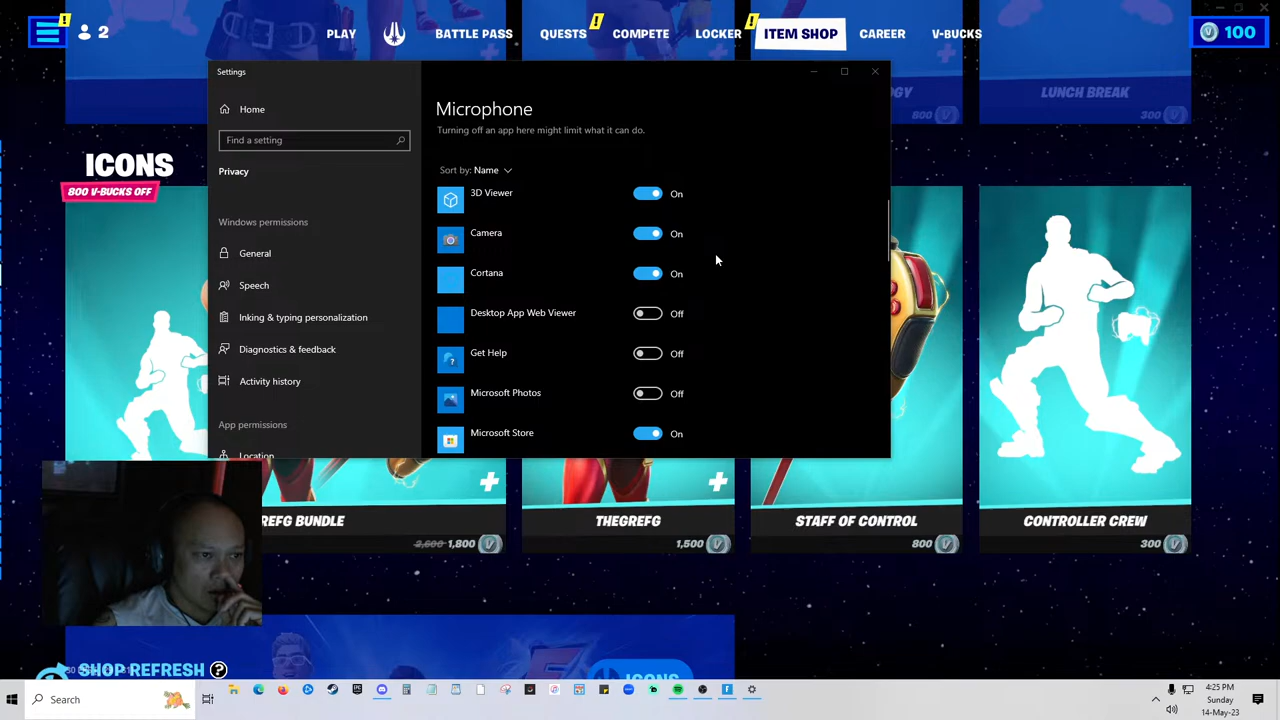 2
PLAY
BATTLE PASS
QUESTS
COMPETE
LOCKER
ITEM SHOP
CAREER
V-BUCKS
100
LUNCH BREAK
800
300
ICONS
800 V-BUCKS OFF
Settings
Home
Find a setting
Privacy
Windows permissions
General
Speech
Inking & typing personalization
Diagnostics & feedback
Activity history
App permissions
Location
Microphone
Turning off an app here might limit what it can do.
Sort by: Name
3D Viewer On
Camera On
Cortana On
Desktop App Web Viewer Off
Get Help Off
Microsoft Photos Off
Microsoft Store On
REFG BUNDLE
2,600 1,800
THEGREFG
1,500
STAFF OF CONTROL
800
CONTROLLER CREW
300
SHOP REFRESH ?
ICONS
Search
4:25 PM
Sunday
14-May-23